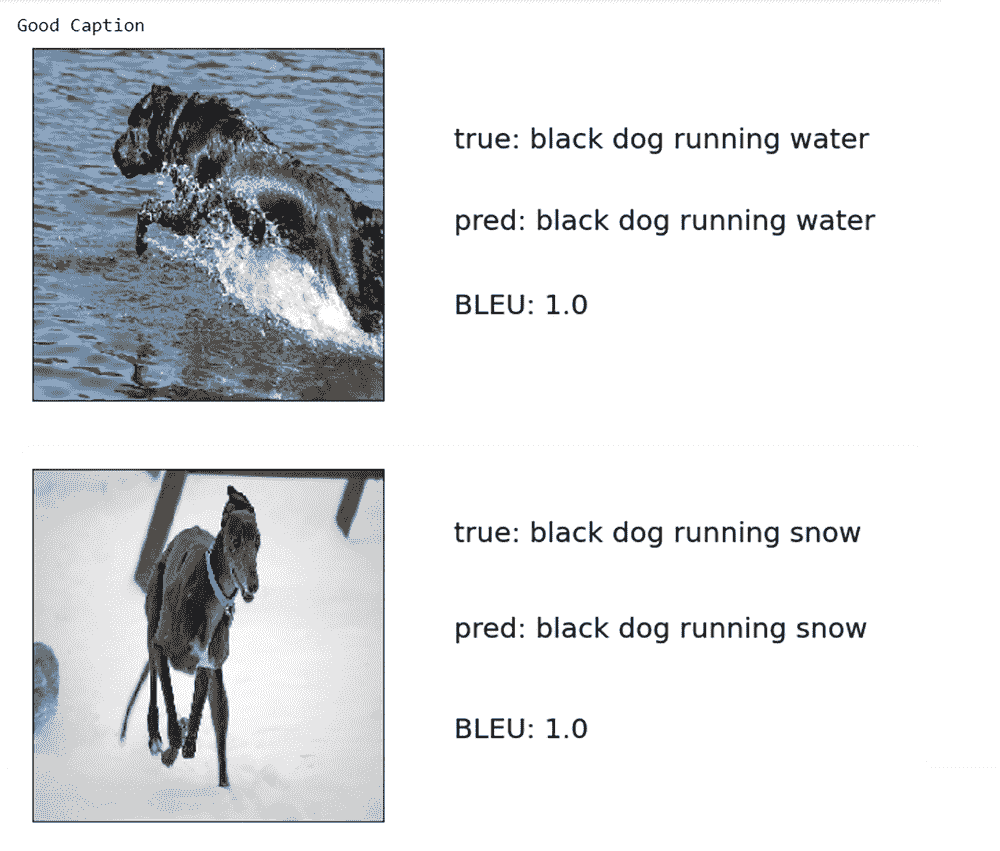 Good Caption
true: black dog running water
pred: black dog running water
BLEU: 1.0
true: black dog running snow
pred: black dog running snow
BLEU: 1.0